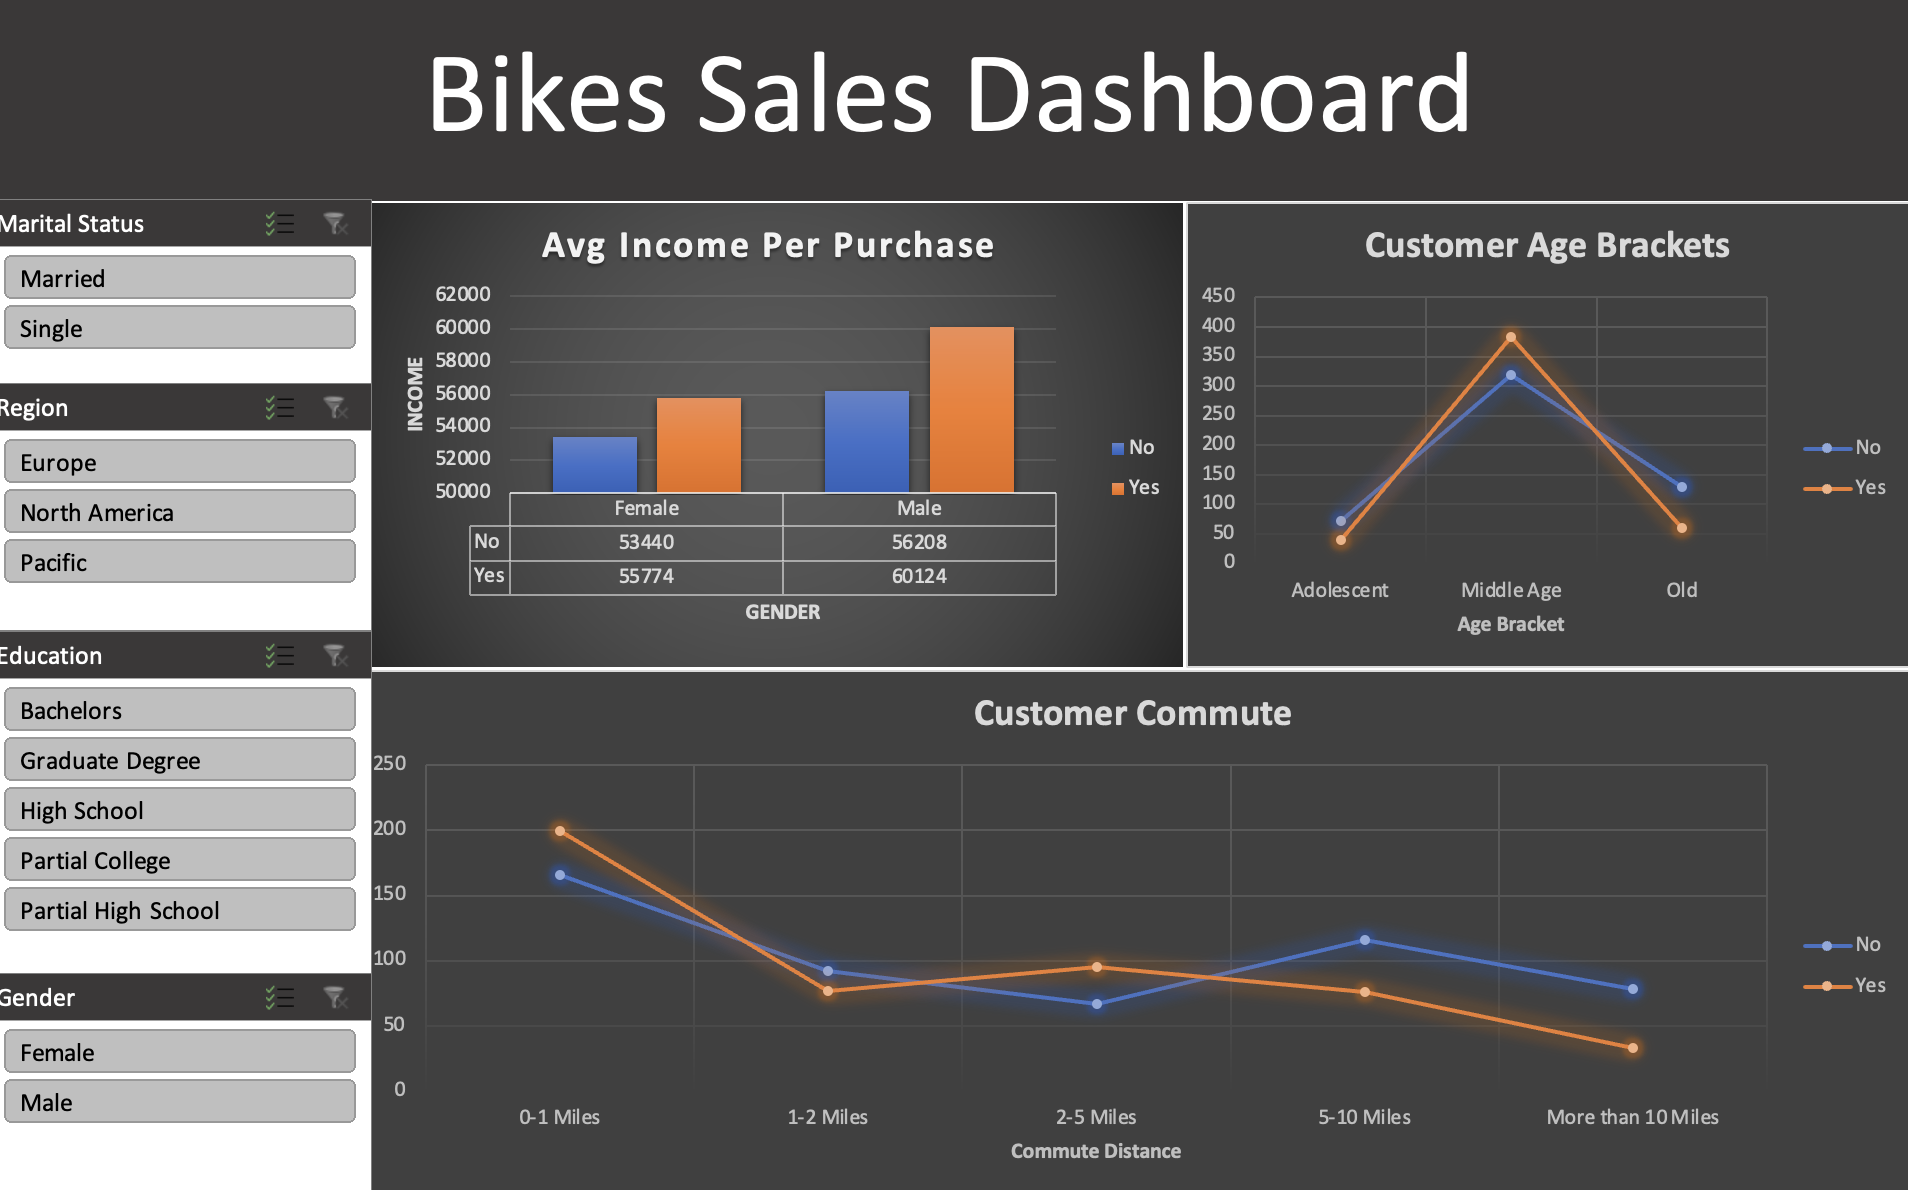 Bikes Sales Dashboard
Marital Status
Married
Single
Region
Europe
North America
Pacific
Education
Bachelors
Graduate Degree
High School
Partial College
Partial High School
Gender
Female
Male
Avg Income Per Purchase
62000
60000
58000
56000
54000
52000
50000
INCOME
Female Male
No 53440 56208
Yes 55774 60124
GENDER
No
Yes
Customer Age Brackets
450
400
350
300
250
200
150
100
50
0
Adolescent Middle Age Old
Age Bracket
No
Yes
Customer Commute
250
200
150
100
50
0
0-1 Miles 1-2 Miles 2-5 Miles 5-10 Miles More than 10 Miles
Commute Distance
No
Yes